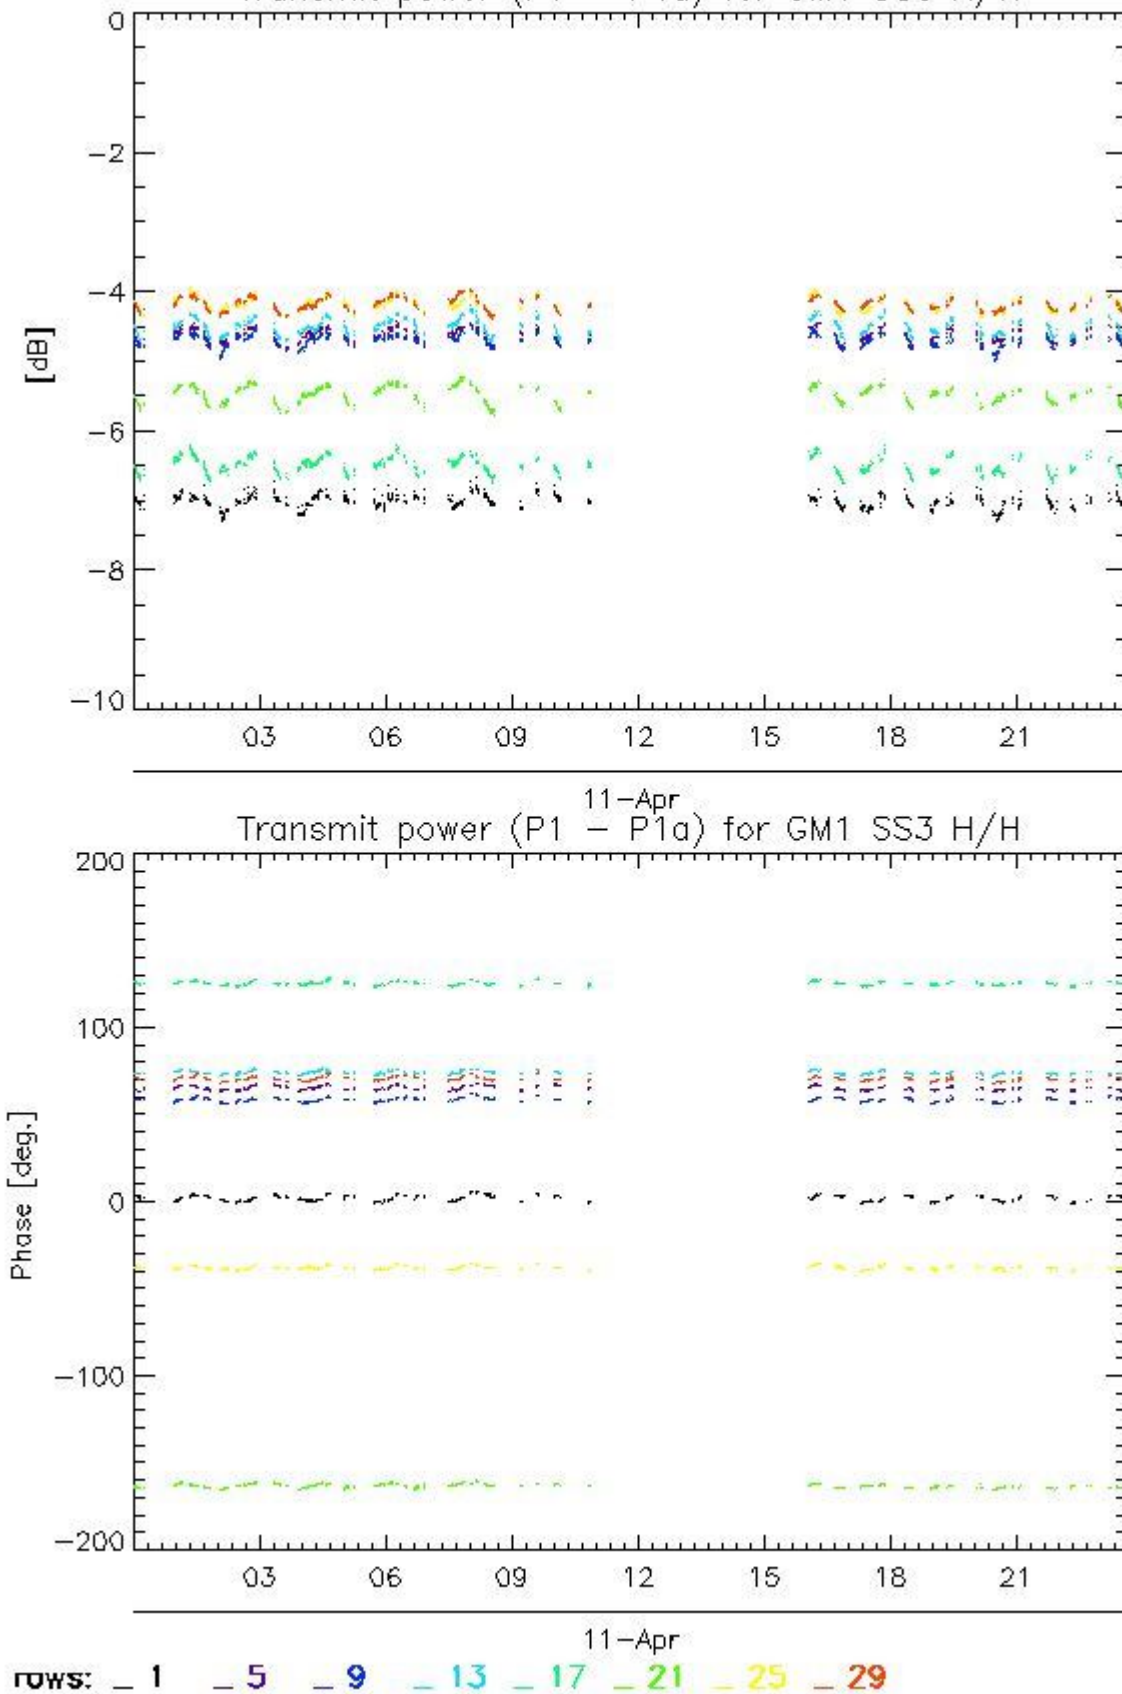 0
-2
-4
[dB]
-6
-8
-10
03 06 09 12 15 18 21
11-Apr
Transmit power (P1 - P1a) for GM1 SS3 H/H
200
100
Phase [deg.]
0
-100
-200
03 06 09 12 15 18 21
11-Apr
rows: _ 1 _ 5 _ 9 _ 13 _ 17 _ 21 _ 25 _ 29